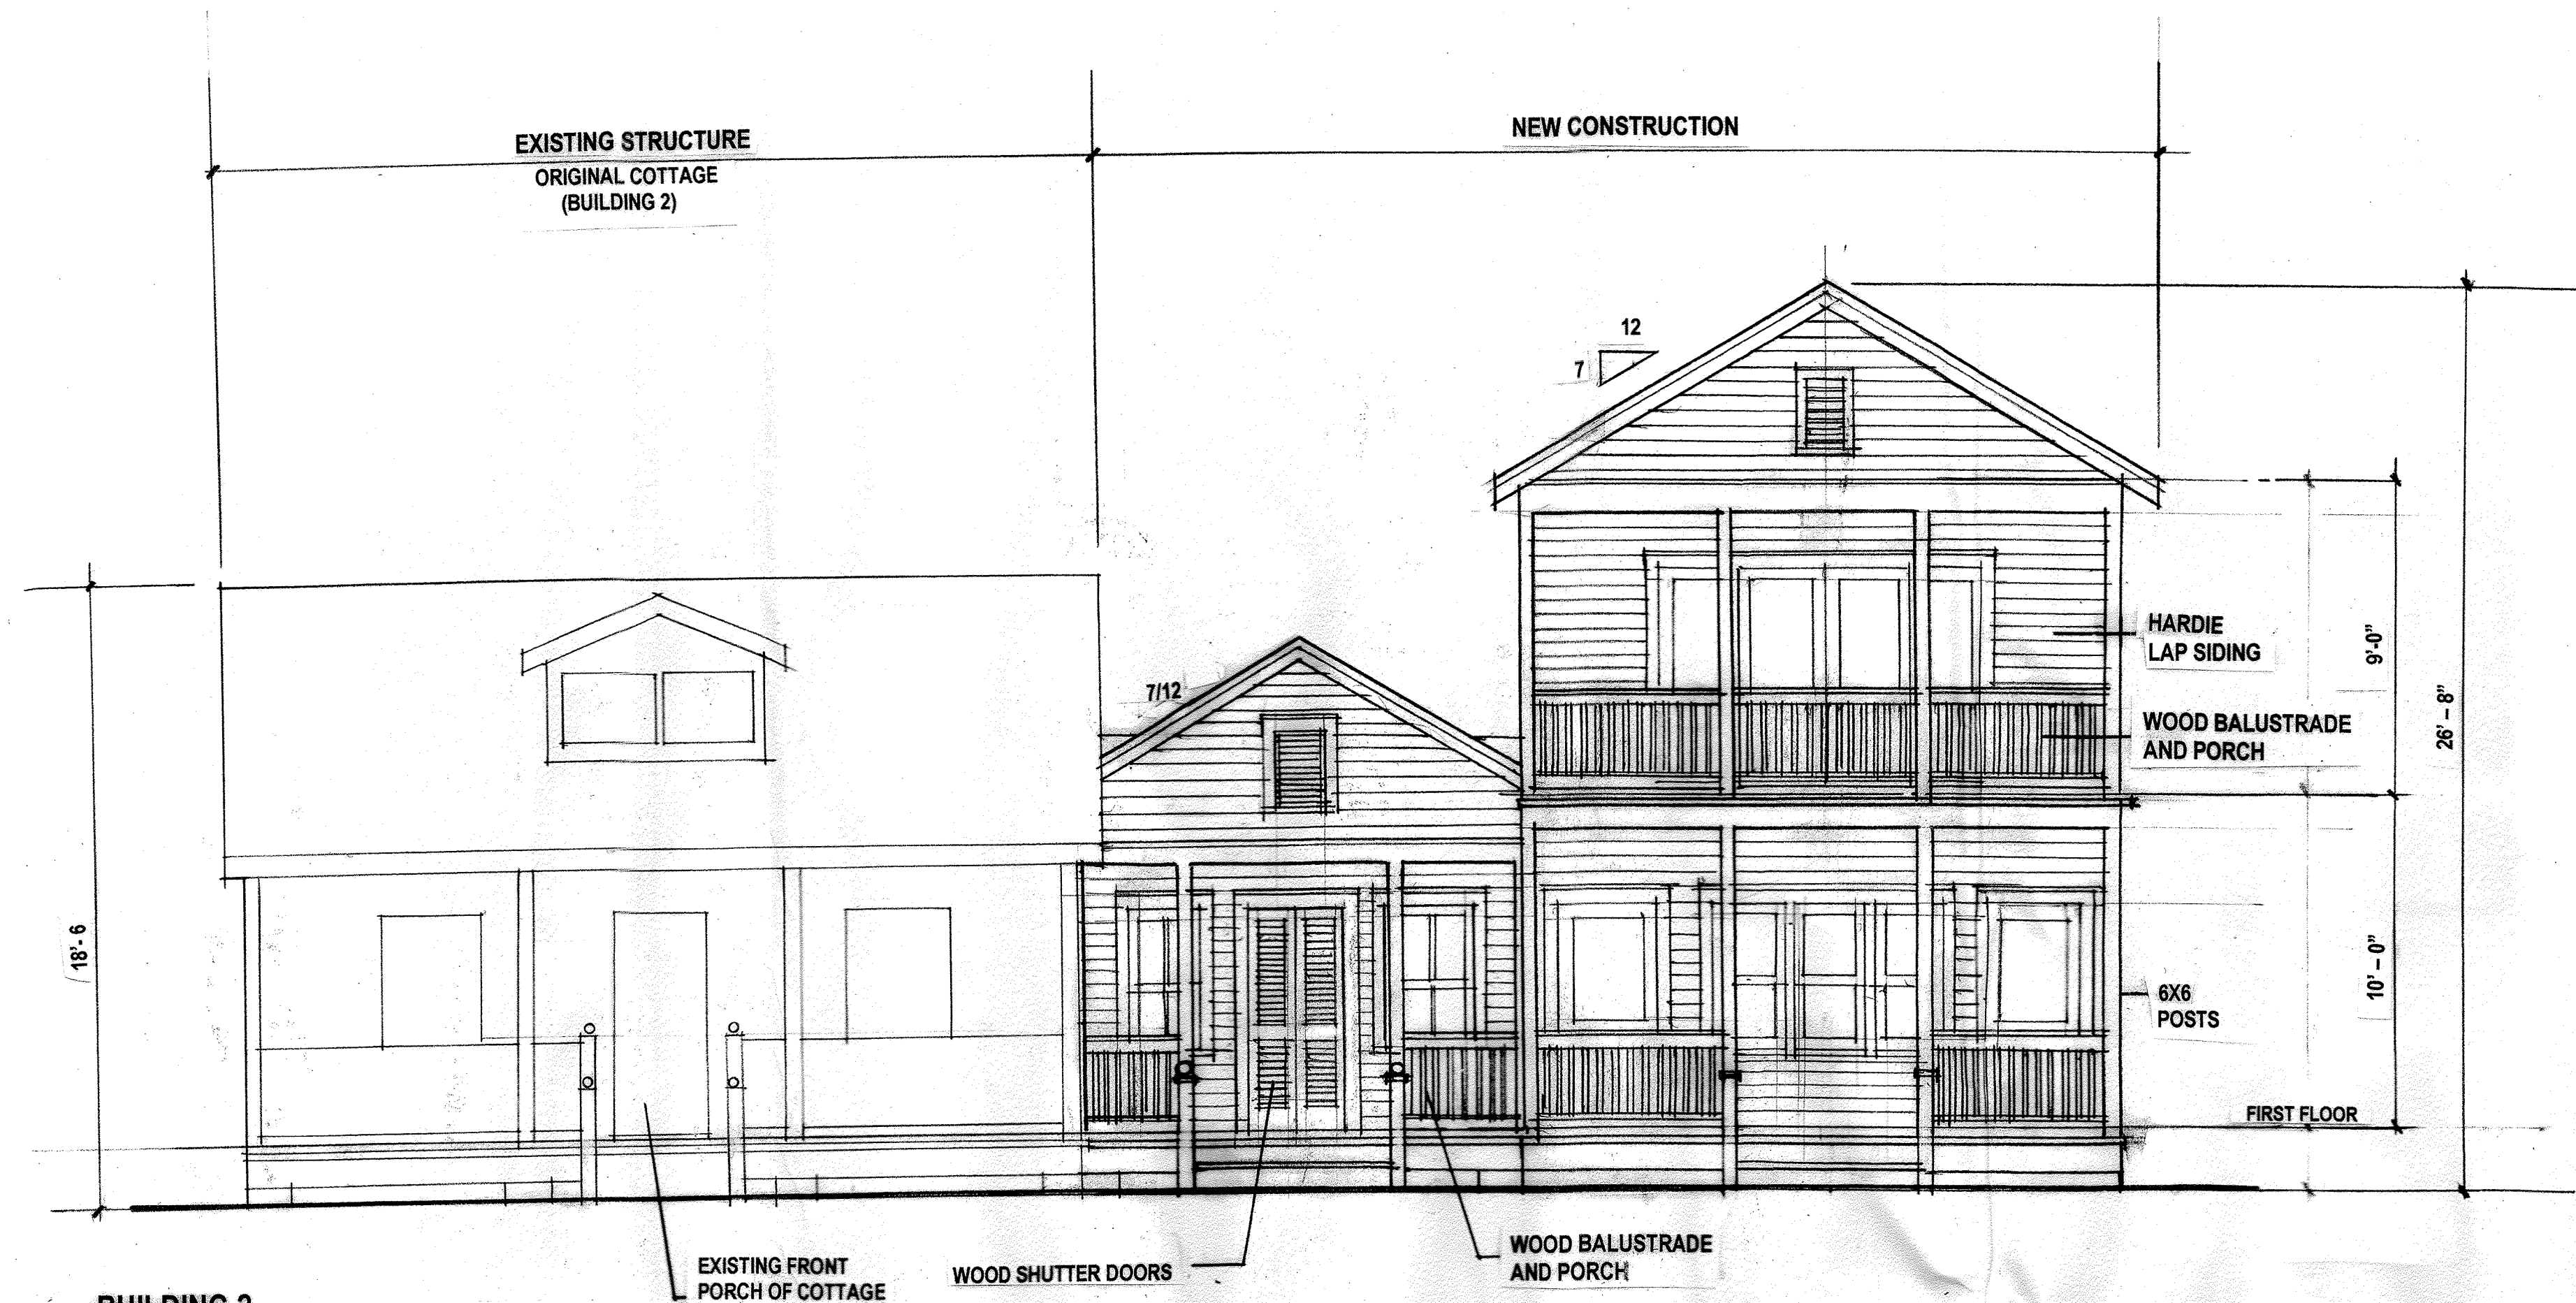 EXISTING STRUCTURE
ORIGINAL COTTAGE
(BUILDING 2)
NEW CONSTRUCTION
12
7
7/12
HARDIE
LAP SIDING
WOOD BALUSTRADE
AND PORCH
9'-0"
26' – 8"
18'- 6
10' – 0"
6X6
POSTS
FIRST FLOOR
EXISTING FRONT
PORCH OF COTTAGE
WOOD SHUTTER DOORS
WOOD BALUSTRADE
AND PORCH
BUILDING 2